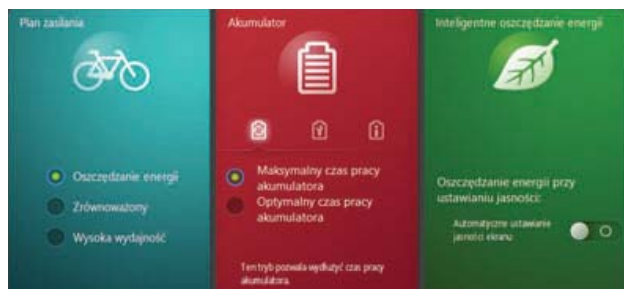 Plan zasilania
Oszczędzanie energii
Zrównoważony
Wysoka wydajność
Akumulator
Maksymalny czas pracy
akumulatora
Optymalny czas pracy
akumulatora
Ten tryb pozwala wydłużyć czas pracy
akumulatora.
Inteligentne oszczędzanie energii
Oszczędzanie energii przy
ustawianiu jasności:
Automatyczne ustawianie
jasności ekranu